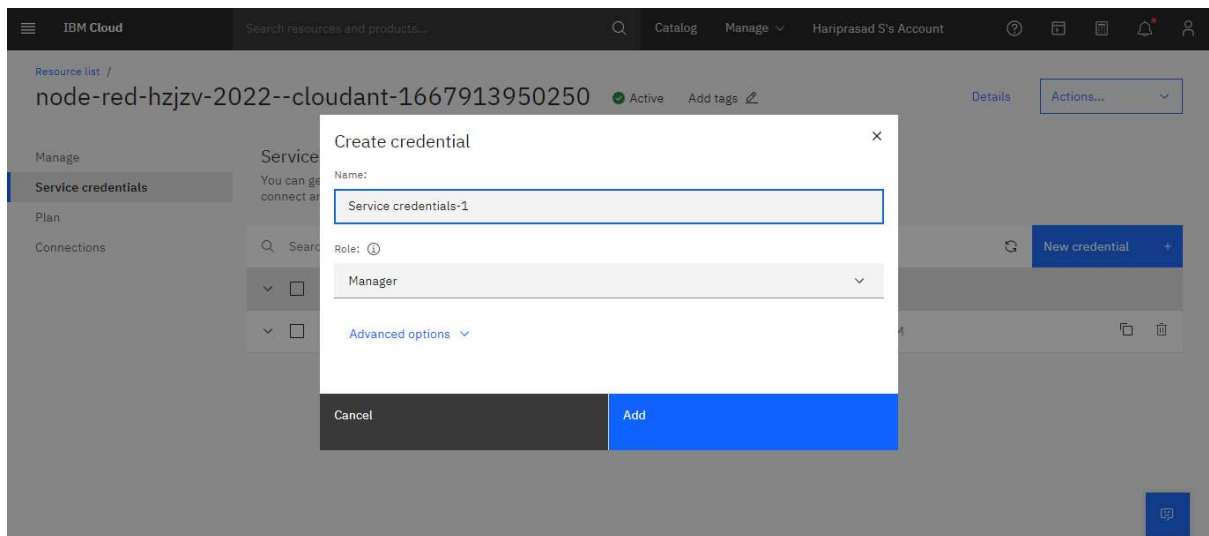 IBM Cloud
Search resources and products...
Catalog
Manage
Hariprasad S's Account
Resource list /
node-red-hzjzv-2022--cloudant-1667913950250
Active
Add tags
Details
Actions...
Manage
Service credentials
Plan
Connections
Service
You can ge
connect an
Searc
New credential +
M
Create credential
Name:
Service credentials-1
Role:
Manager
Advanced options
Cancel
Add